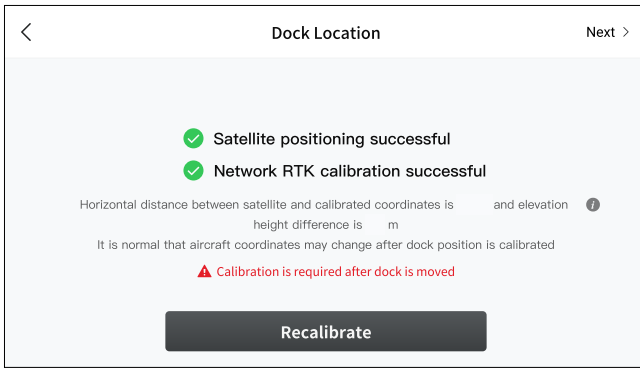 Dock Location
Next
Satellite positioning successful
Network RTK calibration successful
Horizontal distance between satellite and calibrated coordinates is and elevation
height difference is m
It is normal that aircraft coordinates may change after dock position is calibrated
Calibration is required after dock is moved
Recalibrate